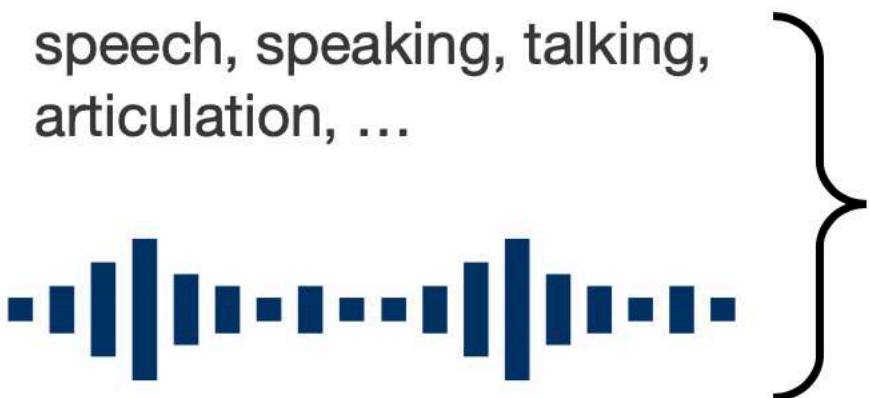 speech, speaking, talking,
articulation, …